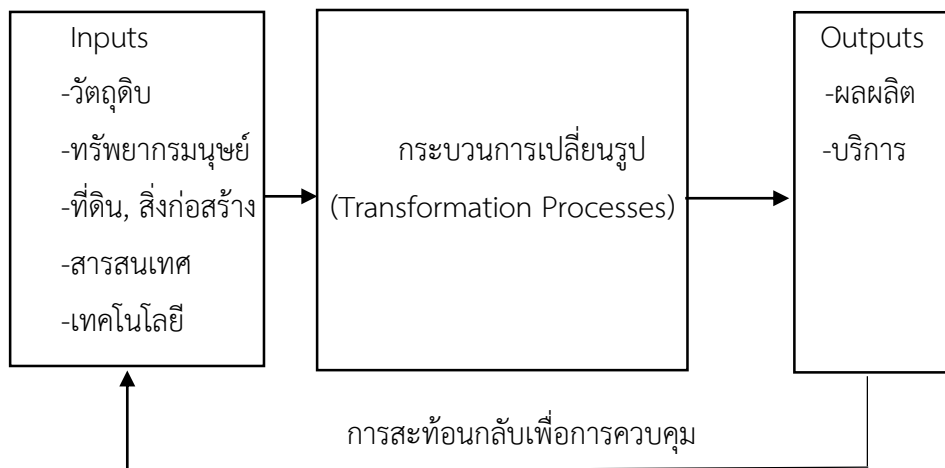 Inputs
-วัตถุดิบ
-ทรัพยากรมนุษย์
-ที่ดิน, สิ่งก่อสร้าง
-สารสนเทศ
-เทคโนโลยี
กระบวนการเปลี่ยนรูป
(Transformation Processes)
Outputs
-ผลผลิต
-บริการ
การสะท้อนกลับเพื่อการควบคุม